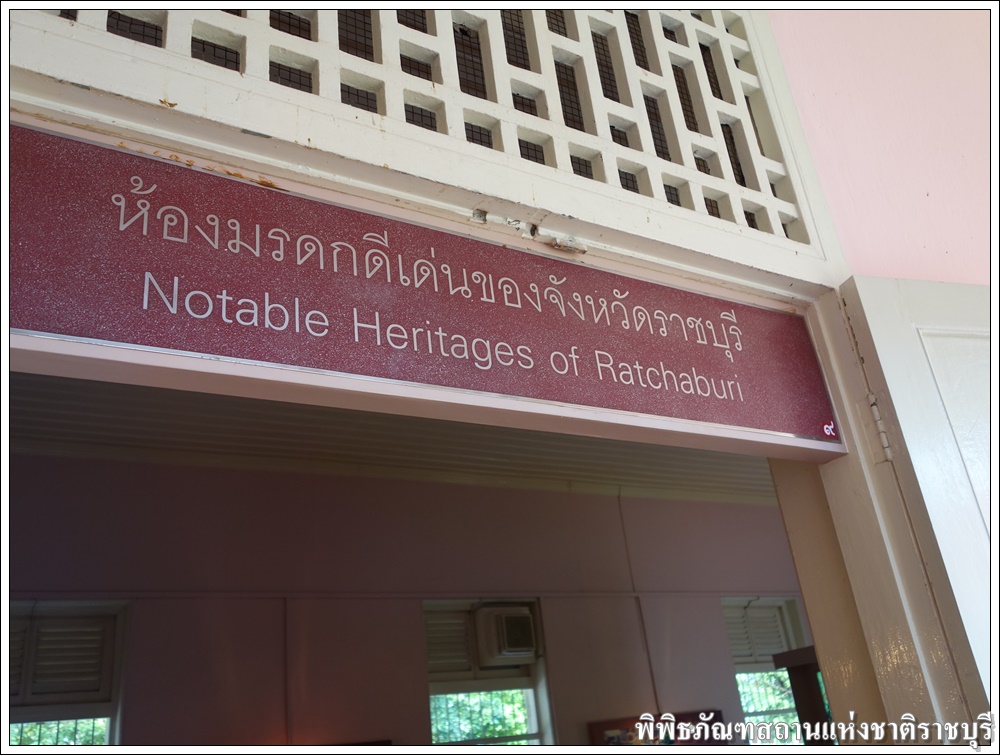 ห้องมรดกดีเด่นของจังหวัดราชบุรี
Notable Heritages of Ratchaburi
๙
พิพิธภัณฑสถานแห่งชาติราชบุรี